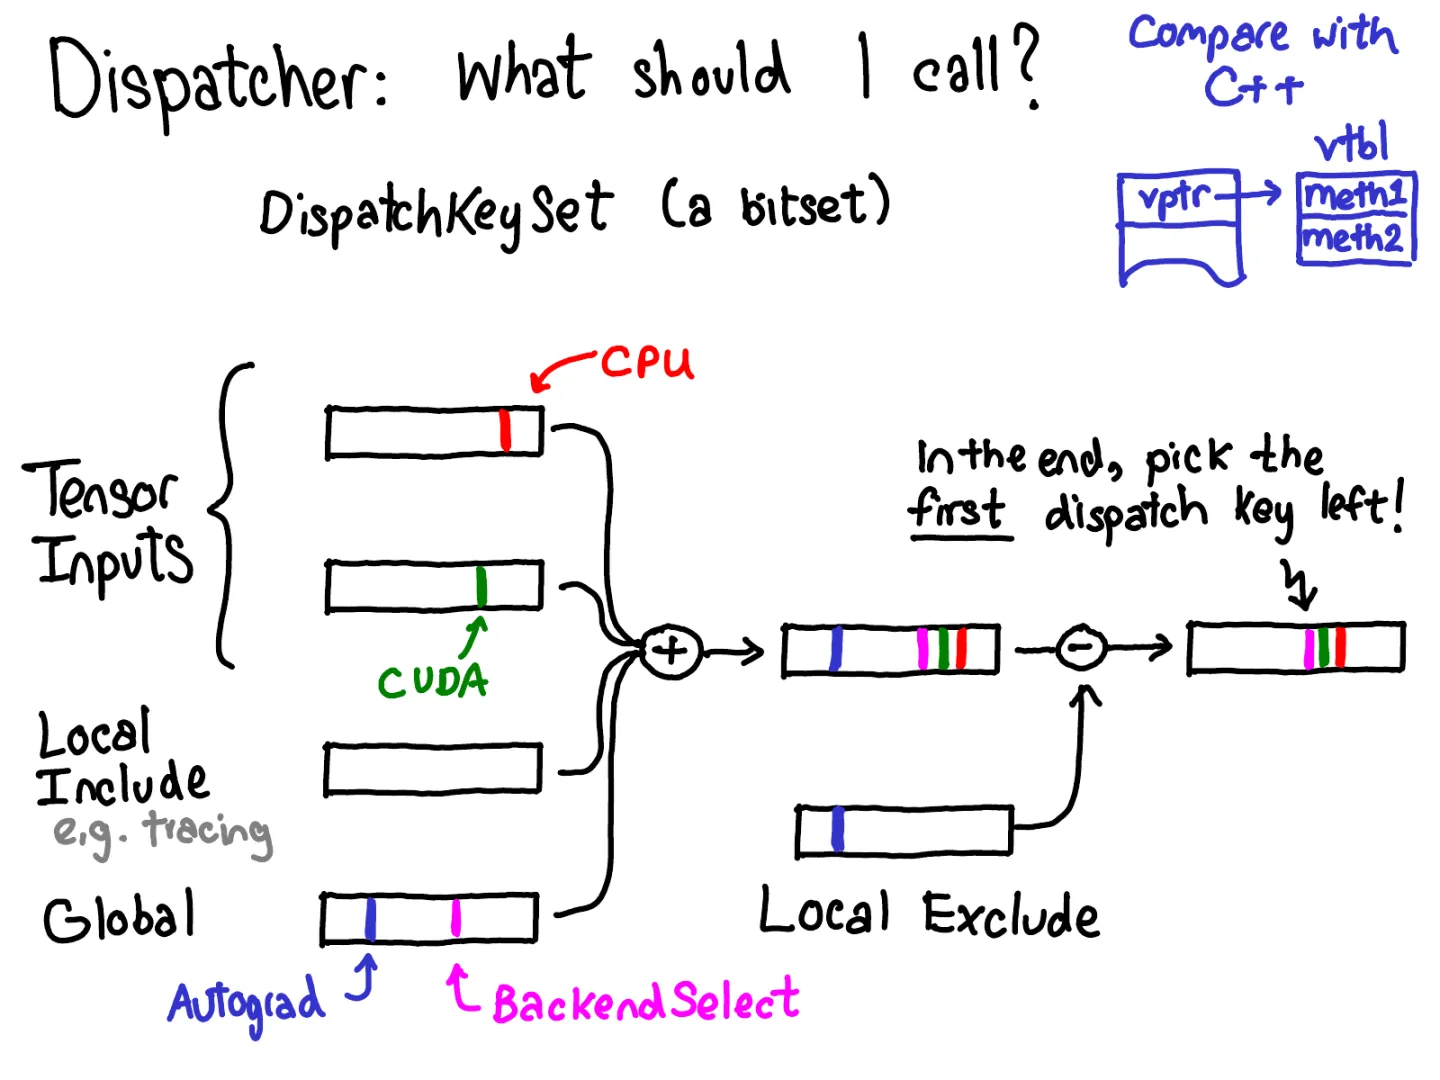 Dispatcher: What should I call?
Compare with
C++
vtbl
vptr
meth1
meth2
DispatchKeySet (a bitset)
CPU
Tensor
Inputs
CUDA
In the end, pick the
first dispatch key left!
+
-
Local
Include
e.g. tracing
Global
Local Exclude
Autograd
BackendSelect